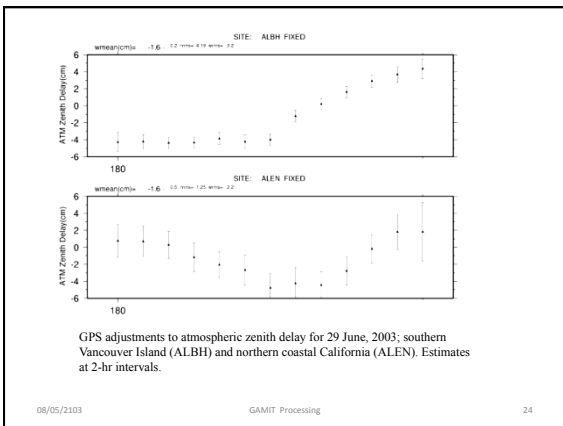 SITE: ALBH FIXED
wmean(cm)= -1.6
6
4
2
0
-2
-4
-6
ATM Zenith Delay(cm)
180
SITE: ALEN FIXED
wmean(cm)= -1.6
6
4
2
0
-2
-4
-6
ATM Zenith Delay(cm)
180
GPS adjustments to atmospheric zenith delay for 29 June, 2003; southern
Vancouver Island (ALBH) and northern coastal California (ALEN). Estimates
at 2-hr intervals.
08/05/2103 GAMIT Processing 24